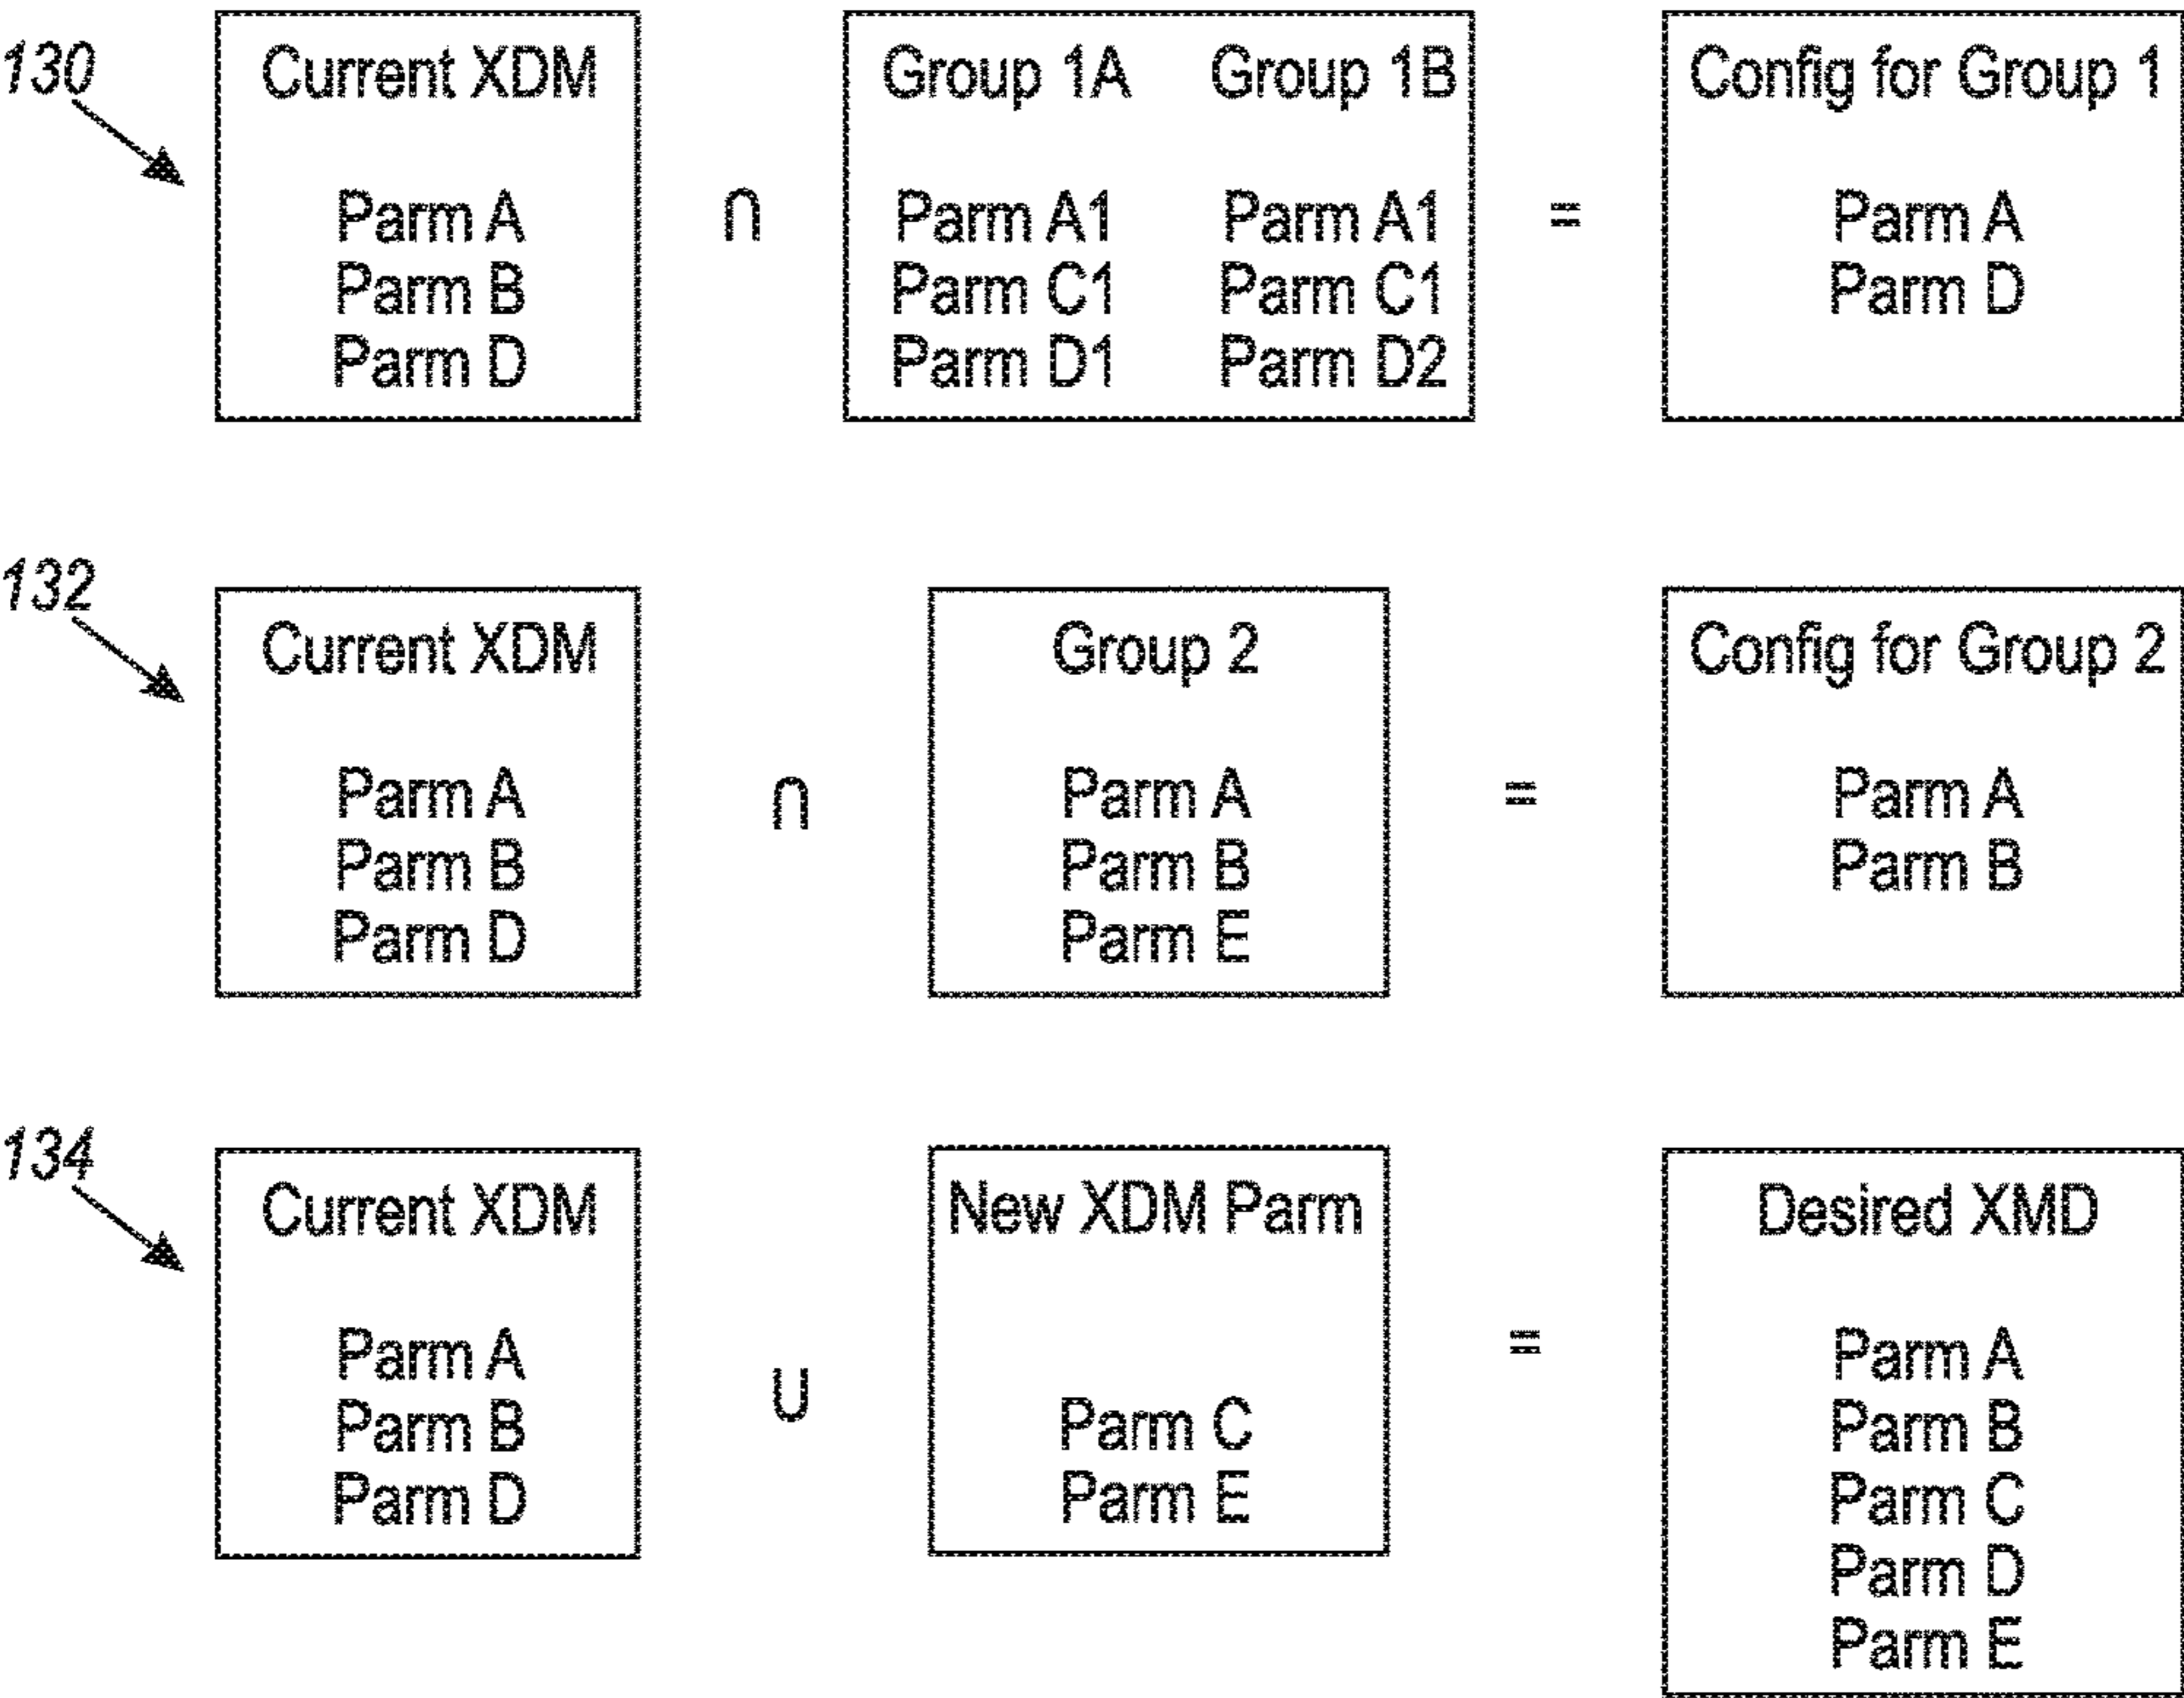 130
Current XDM
Parm A
Parm B
Parm D
∩
Group 1A Group 1B
Parm A1 Parm A1
Parm C1 Parm C1
Parm D1 Parm D2
=
Config for Group 1
Parm A
Parm D
132
Current XDM
Parm A
Parm B
Parm D
∩
Group 2
Parm A
Parm B
Parm E
=
Config for Group 2
Parm A
Parm B
134
Current XDM
Parm A
Parm B
Parm D
∪
New XDM Parm
Parm C
Parm E
=
Desired XMD
Parm A
Parm B
Parm C
Parm D
Parm E